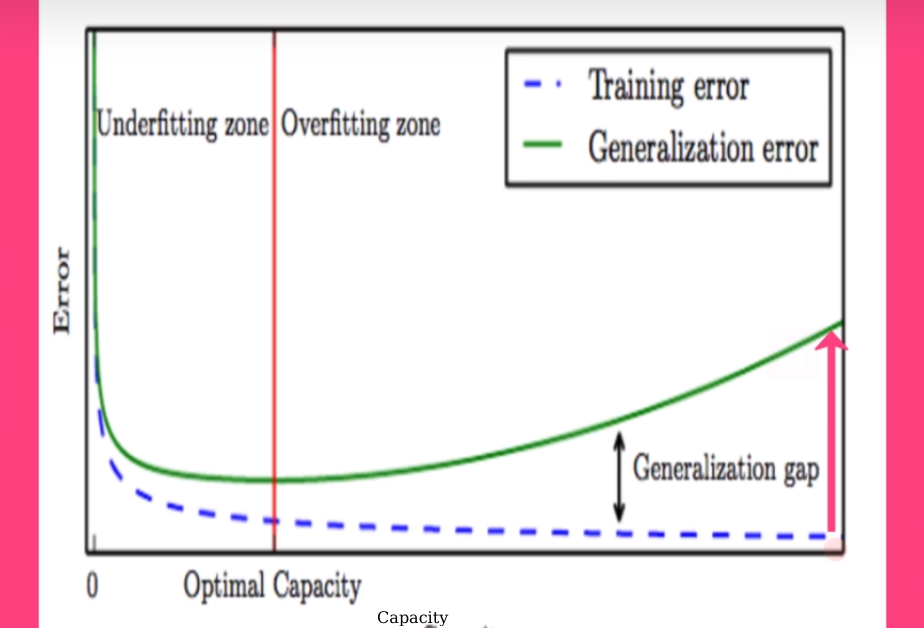 Training error
Generalization error
Underfitting zone
Overfitting zone
Error
Generalization gap
0
Optimal Capacity
Capacity